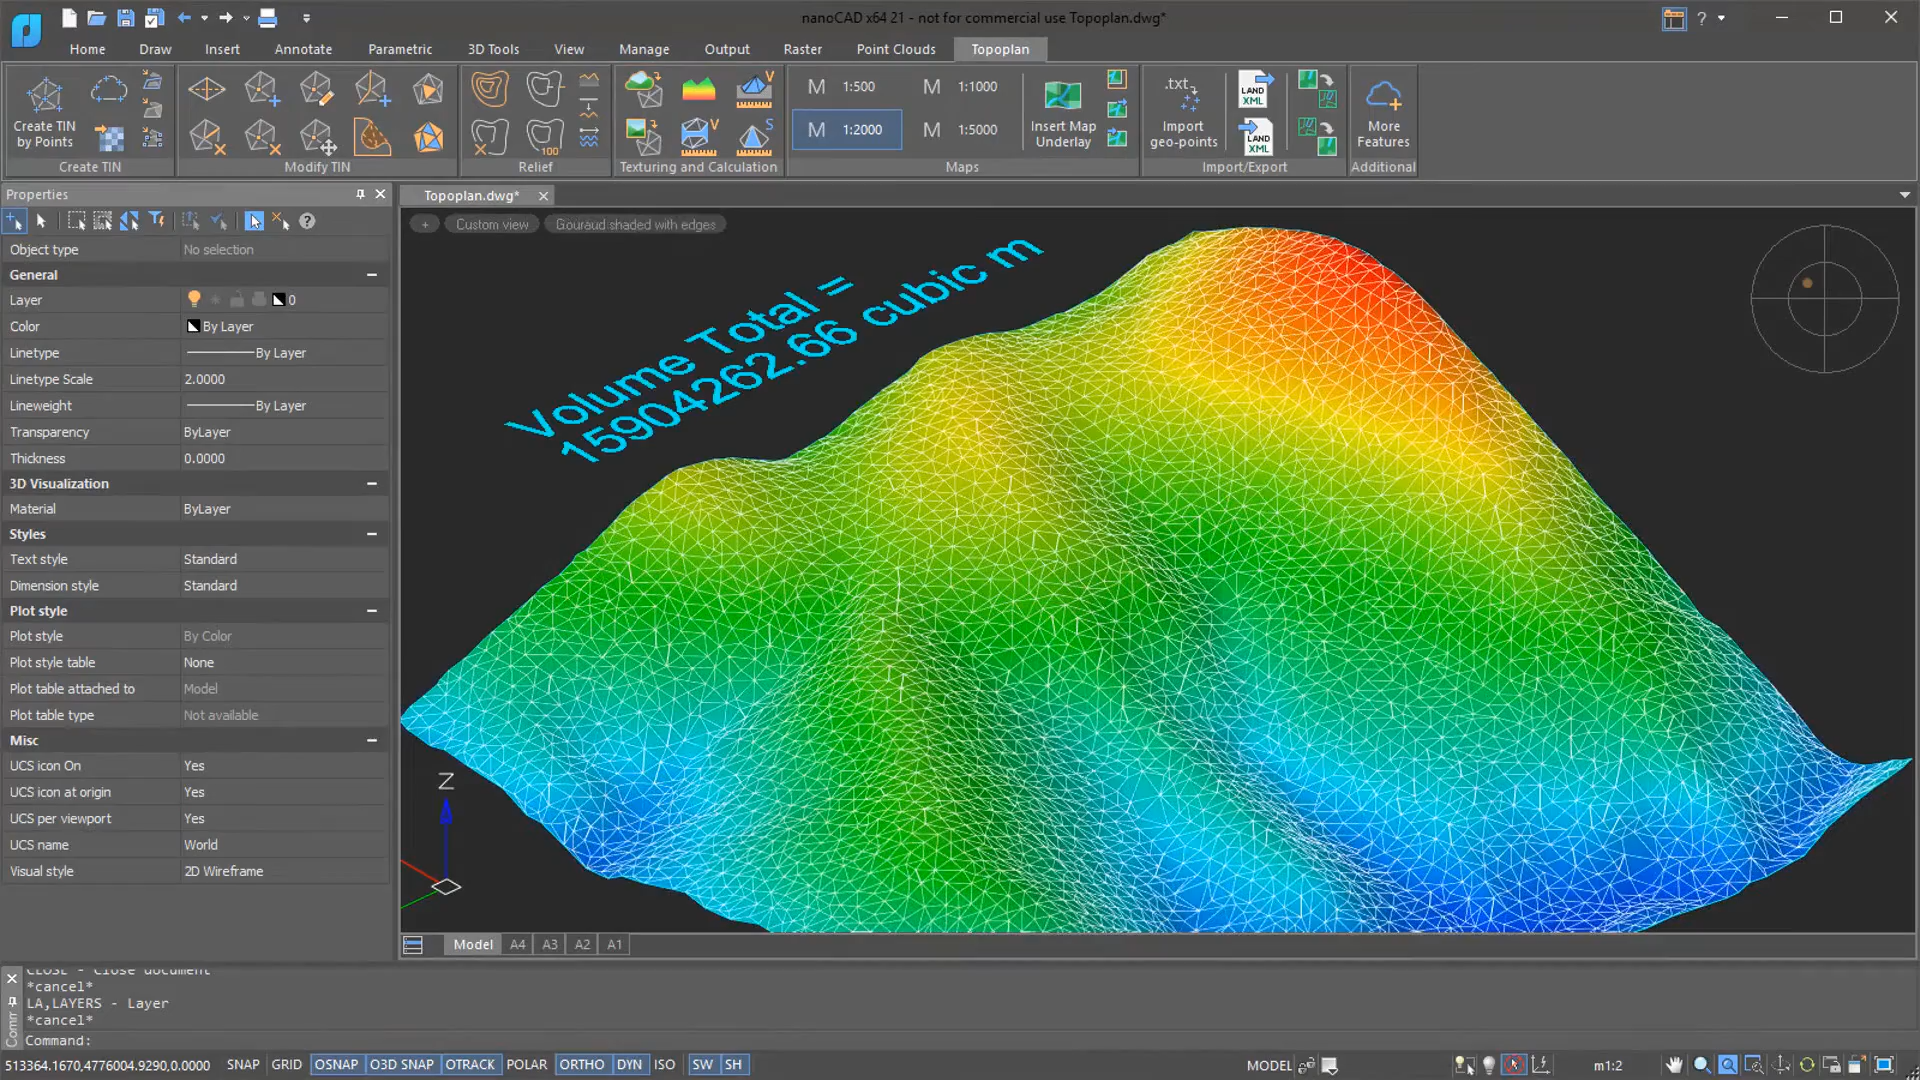 nanoCAD x64 21 - not for commercial use Topoplan.dwg*
?
Home Draw Insert Annotate Parametric 3D Tools View Manage Output Raster Point Clouds Topoplan
Create TIN
by Points
Create TIN
Modify TIN
100
Relief
V
V S
Texturing and Calculation
M 1:500 M 1:1000
M 1:2000 M 1:5000
Insert Map
Underlay
Maps
.txt
Import
geo-points
LAND
XML
LAND
XML
Import/Export
More
Features
Additional
Properties
Topoplan.dwg*
+ Custom view Gouraud shaded with edges
Object type No selection
General
Layer 0
Color By Layer
Linetype By Layer
Linetype Scale 2.0000
Lineweight By Layer
Transparency ByLayer
Thickness 0.0000
3D Visualization
Material ByLayer
Styles
Text style Standard
Dimension style Standard
Plot style
Plot style By Color
Plot style table None
Plot table attached to Model
Plot table type Not available
Misc
UCS icon On Yes
UCS icon at origin Yes
UCS per viewport Yes
UCS name World
Visual style 2D Wireframe
Volume Total =
15904262.66 cubic m
Z
Model A4 A3 A2 A1
CLOSE - Close document
*cancel*
LA,LAYERS - Layer
*cancel*
Command:
Comm
513364.1670,4776004.9290,0.0000 SNAP GRID OSNAP O3D SNAP OTRACK POLAR ORTHO DYN ISO SW SH MODEL m1:2